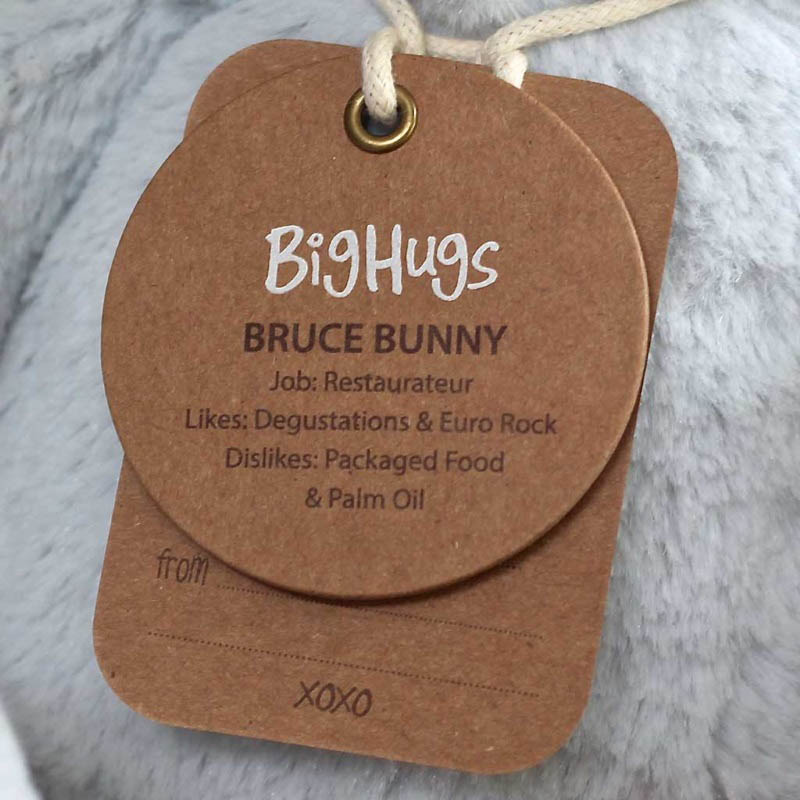 BigHugs
BRUCE BUNNY
Job: Restaurateur
Likes: Degustations & Euro Rock
Dislikes: Packaged Food
& Palm Oil
from
xoxo